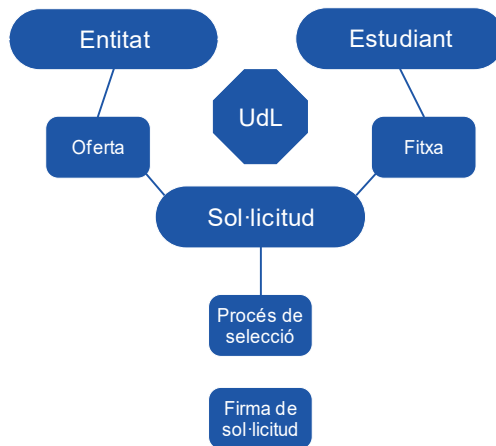 Entitat
Estudiant
UdL
Oferta
Fitxa
Sol·licitud
Procés de
selecció
Firma de
sol·licitud